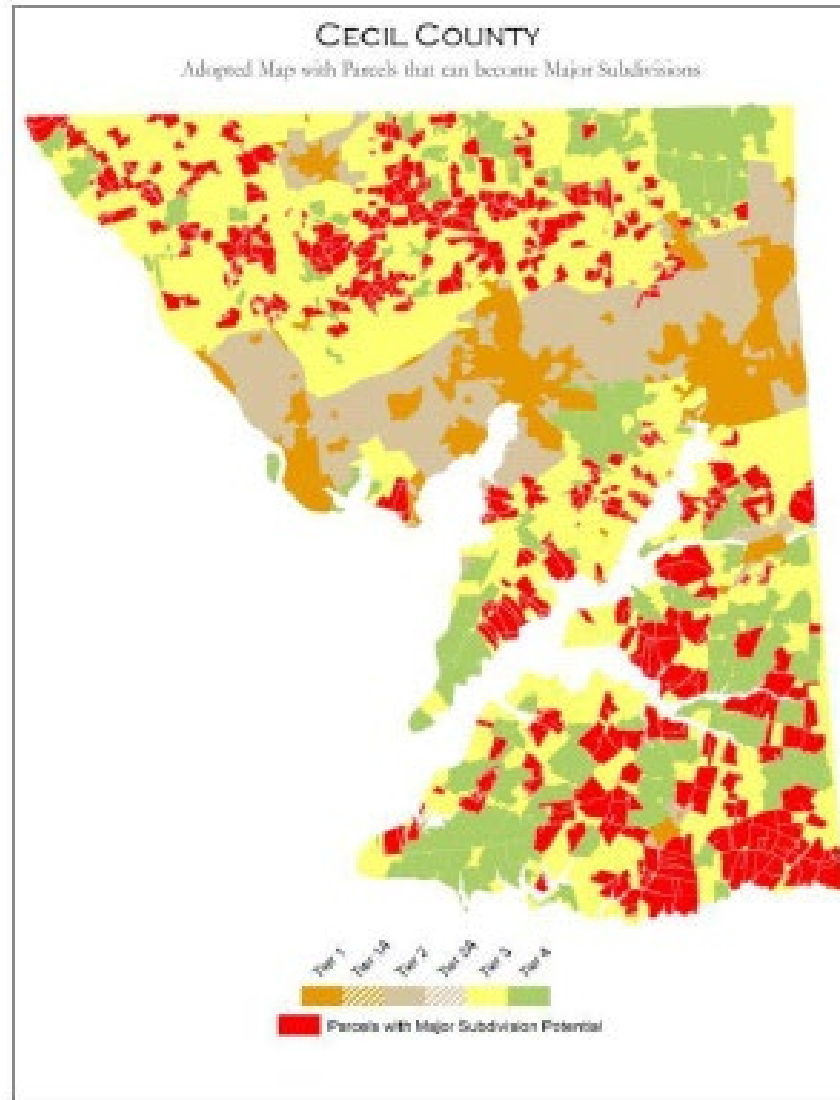 CECIL COUNTY
Adopted Map with Parcels that can become Major Subdivisions
Tier 1
Tier 1A
Tier 2
Tier 2A
Tier 3
Tier 4
Parcels with Major Subdivision Potential